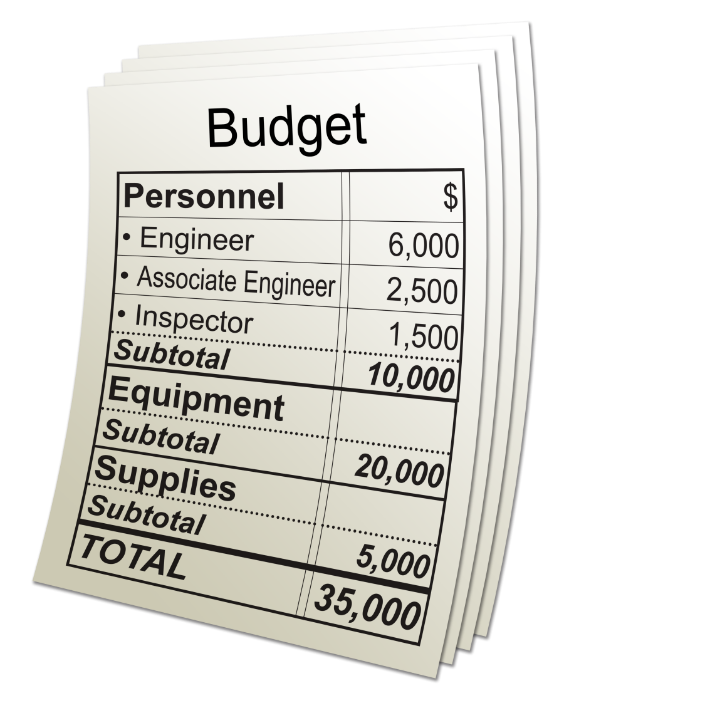 Budget
Personnel $
• Engineer 6,000
• Associate Engineer 2,500
• Inspector 1,500
Subtotal 10,000
Equipment
Subtotal 20,000
Supplies
Subtotal 5,000
TOTAL 35,000